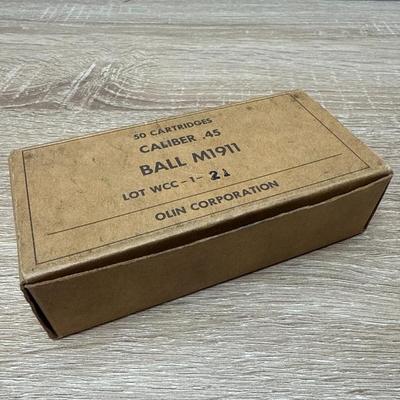 50 CARTRIDGES
CALIBER .45
BALL M1911
LOT WCC-1-21
OLIN CORPORATION